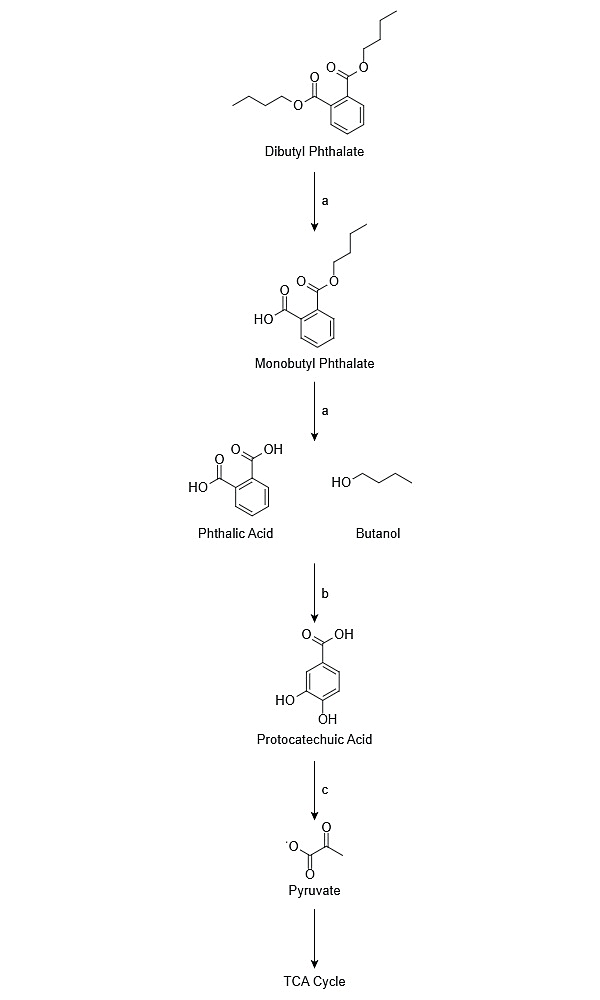 O
O
O
O
Dibutyl Phthalate
a
O
O
O
HO
Monobutyl Phthalate
a
O
OH
O
HO
HO
Phthalic Acid
Butanol
b
O
OH
HO
OH
Protocatechuic Acid
c
O
-O
O
Pyruvate
TCA Cycle